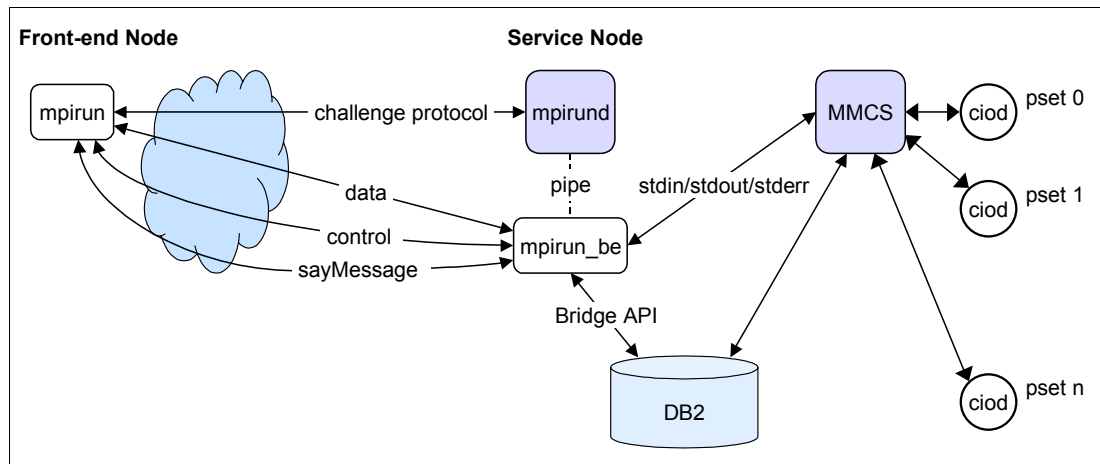 Front-end Node
Service Node
mpirun
challenge protocol
mpirund
MMCS
ciod
pset 0
pipe
stdin/stdout/stderr
data
ciod
pset 1
control
mpirun_be
sayMessage
Bridge API
DB2
ciod
pset n